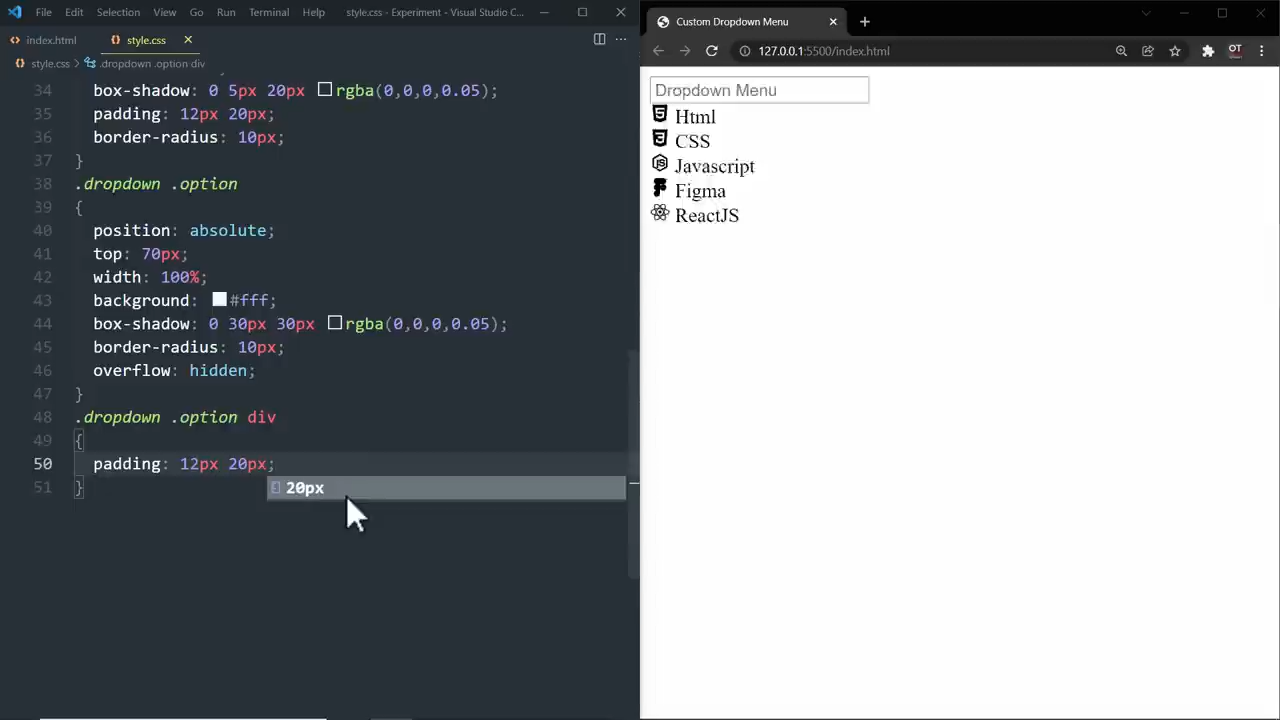 File Edit Selection View Go Run Terminal Help style.css - Experiment - Visual Studio C...
index.html style.css
style.css > .dropdown .option div
34 box-shadow: 0 5px 20px rgba(0,0,0,0.05);
35 padding: 12px 20px;
36 border-radius: 10px;
37 }
38 .dropdown .option
39 {
40 position: absolute;
41 top: 70px;
42 width: 100%;
43 background: #fff;
44 box-shadow: 0 30px 30px rgba(0,0,0,0.05);
45 border-radius: 10px;
46 overflow: hidden;
47 }
48 .dropdown .option div
49 {
50 padding: 12px 20px;
20px
51 }
Custom Dropdown Menu
127.0.0.1:5500/index.html
OT
Dropdown Menu
Html
CSS
Javascript
Figma
ReactJS